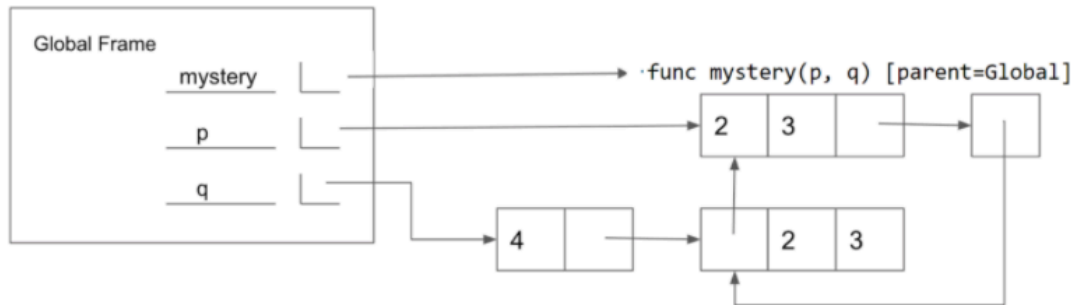 Global Frame
mystery
func mystery(p, q) [parent=Global]
p
2 3
q
4
2 3